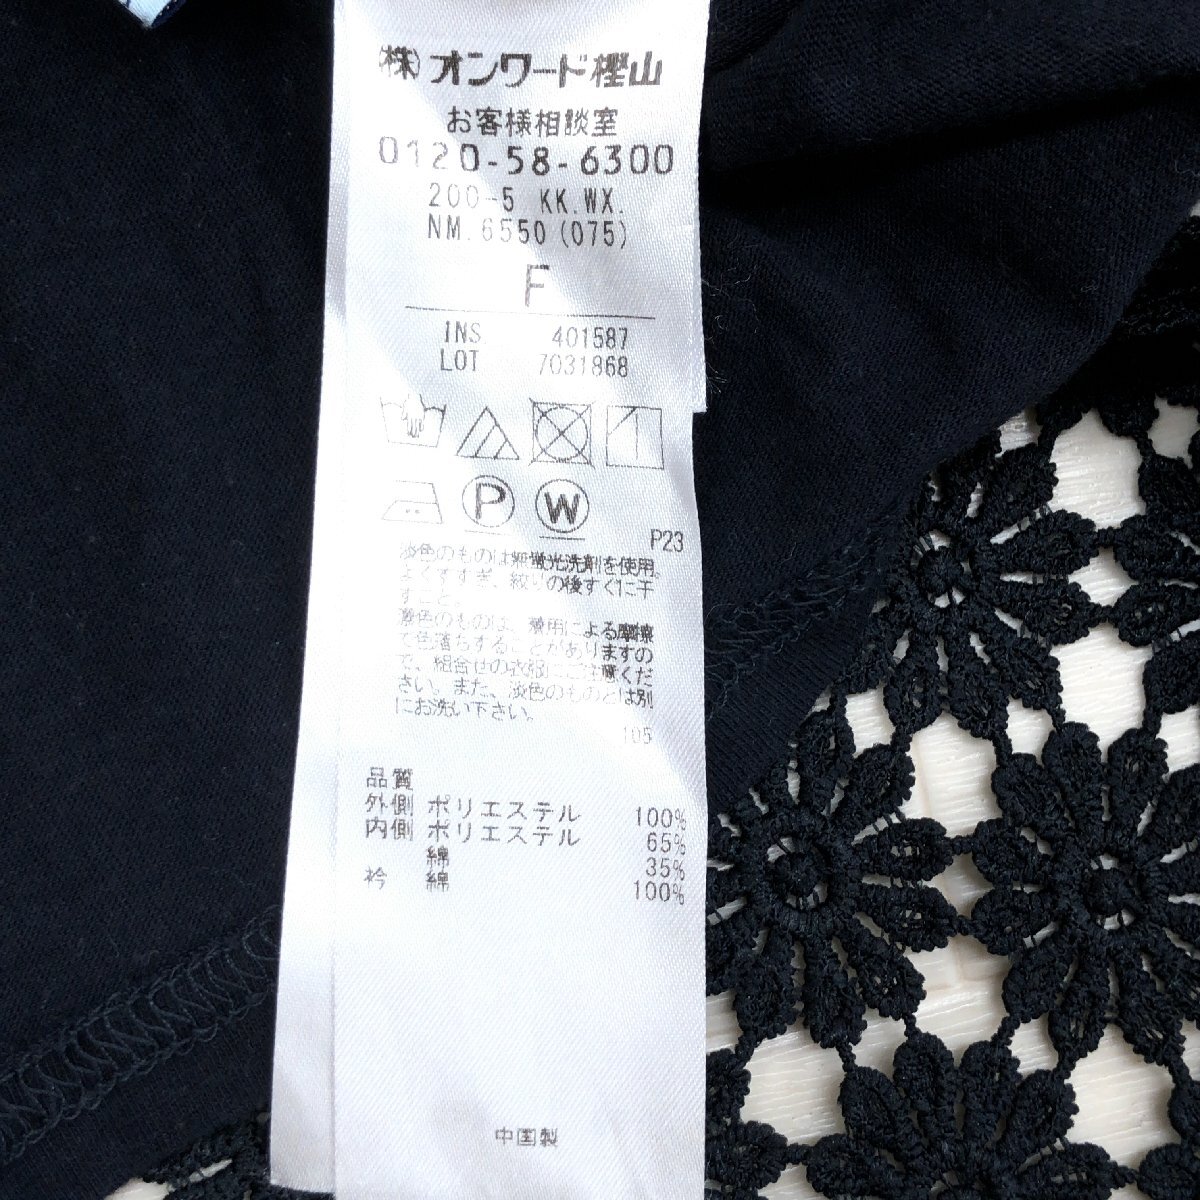 (株)オンワード樫山
お客様相談室
0120-58-6300
200-5 KK.WX.
NM.6550(075)
F
INS 401587
LOT 7031868
P W
P23
淡色のものは無蛍光洗剤を使用。
よくすすぎ、絞りの後すぐに干
すこと。
濃色のものは、着用による摩擦
で色落ちすることがありますの
で、組合せの衣服にご注意くだ
さい。また、淡色のものとは別
にお洗い下さい。
105
品質
外側 ポリエステル 100%
内側 ポリエステル 65%
綿 35%
衿 綿 100%
中国製